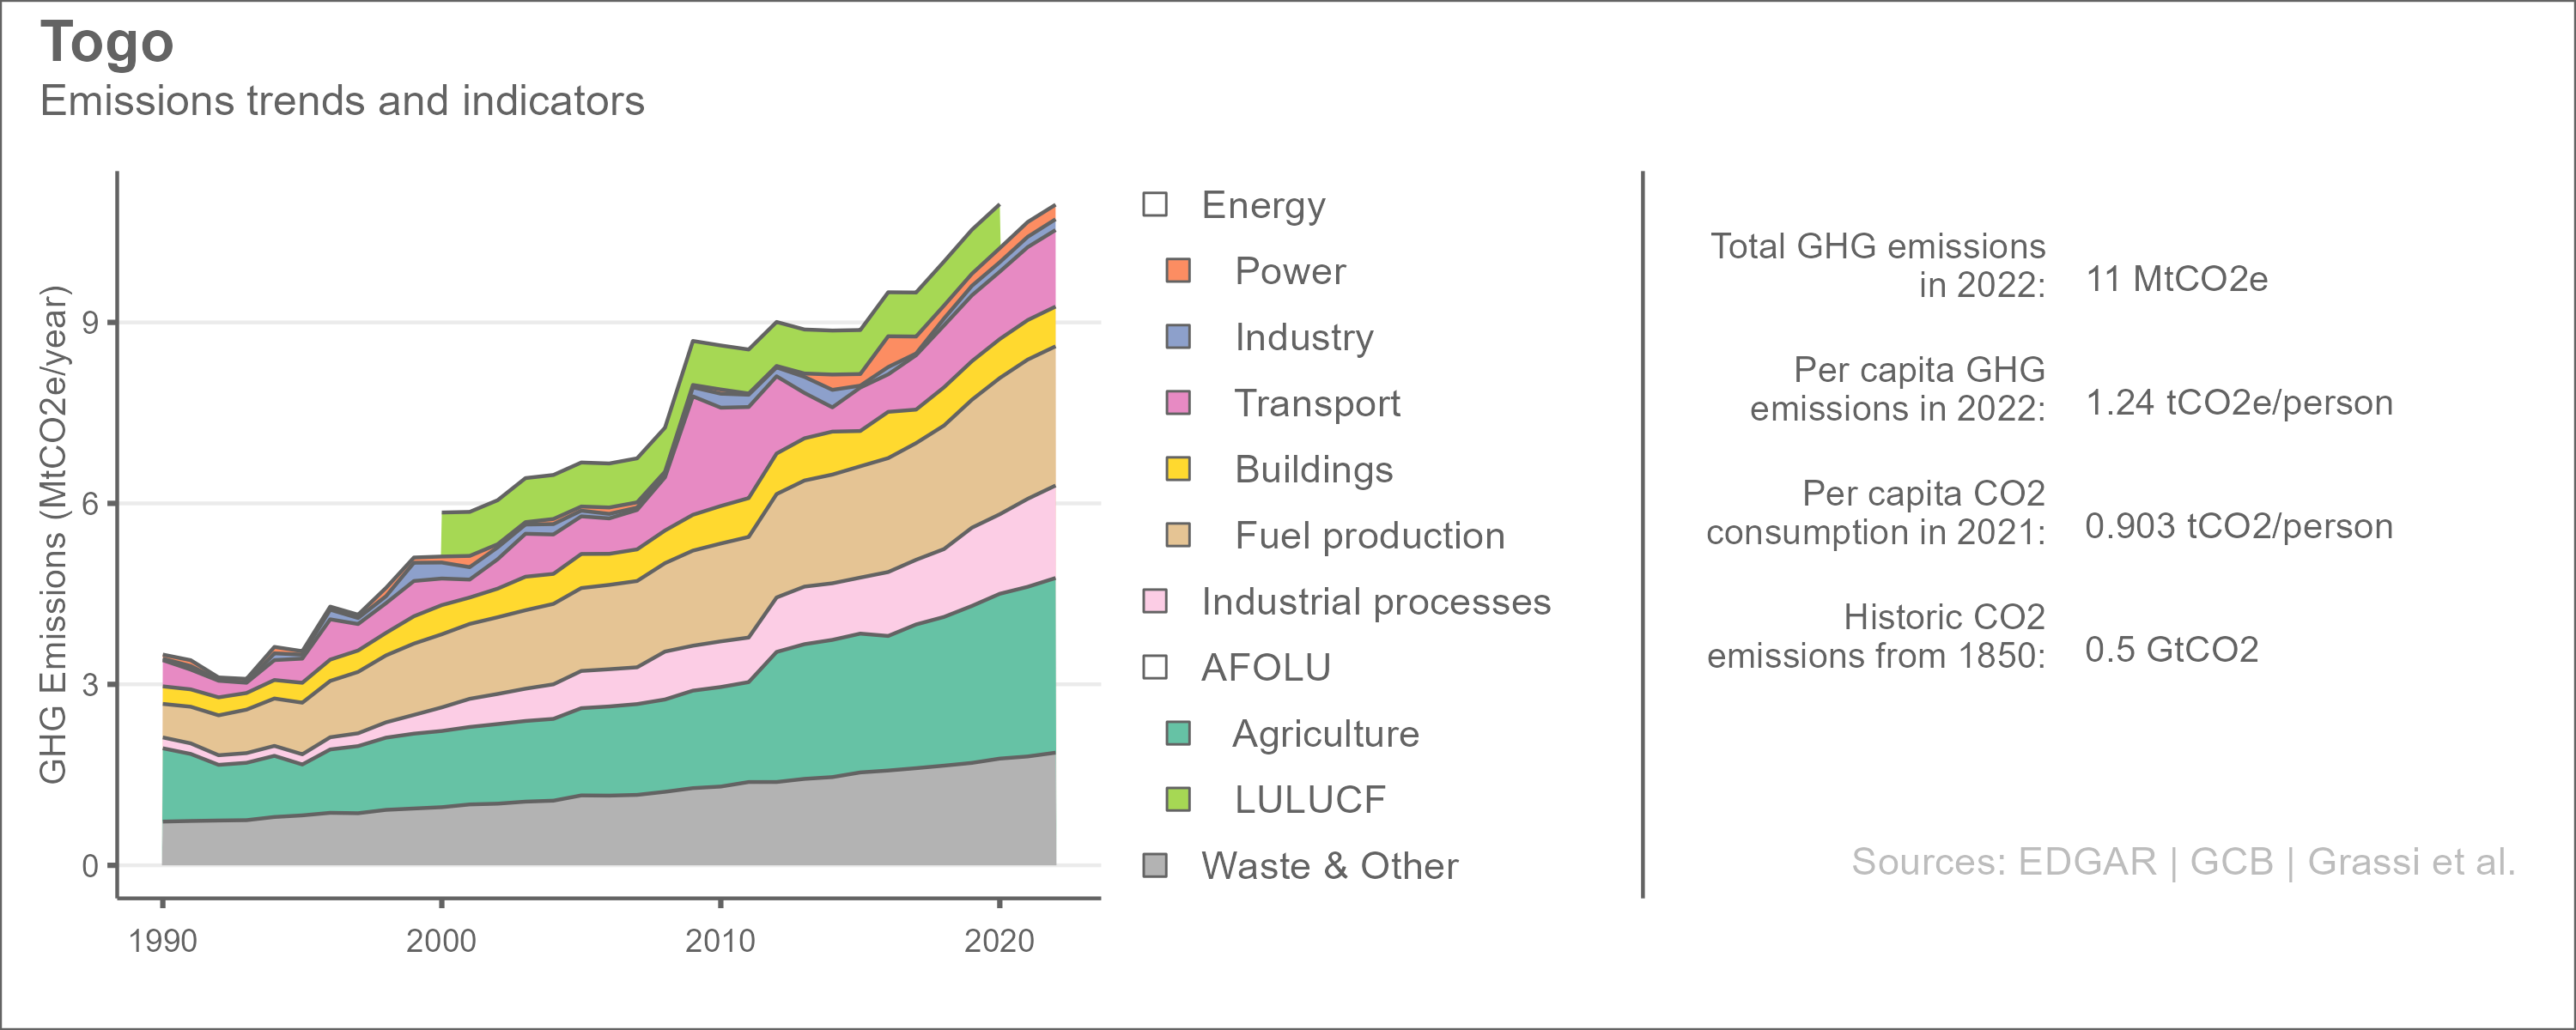 Togo
Emissions trends and indicators
GHG Emissions (MtCO2e/year)
9
6
3
0
1990
2000
2010
2020
Energy
Power
Industry
Transport
Buildings
Fuel production
Industrial processes
AFOLU
Agriculture
LULUCF
Waste & Other
Total GHG emissions
in 2022: 11 MtCO2e
Per capita GHG
emissions in 2022: 1.24 tCO2e/person
Per capita CO2
consumption in 2021: 0.903 tCO2/person
Historic CO2
emissions from 1850: 0.5 GtCO2
Sources: EDGAR | GCB | Grassi et al.